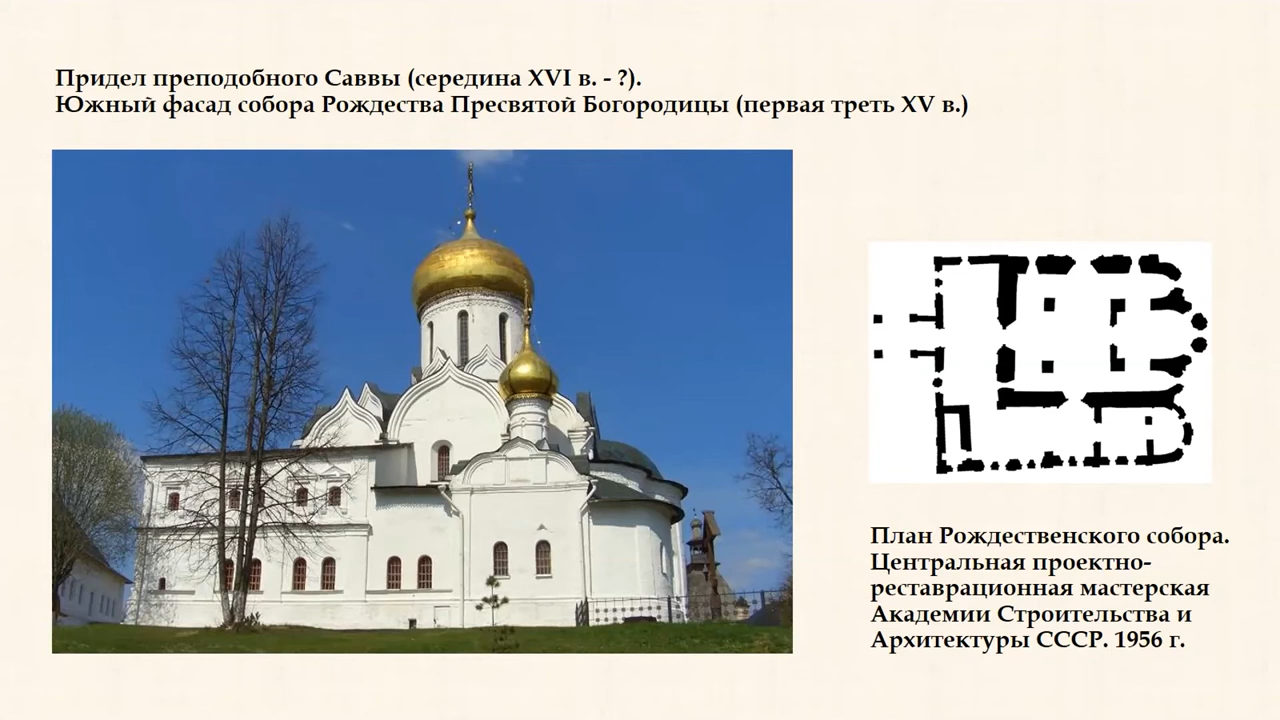 Придел преподобного Саввы (середина XVI в. - ?).
Южный фасад собора Рождества Пресвятой Богородицы (первая треть XV в.)
План Рождественского собора.
Центральная проектно-
реставрационная мастерская
Академии Строительства и
Архитектуры СССР. 1956 г.